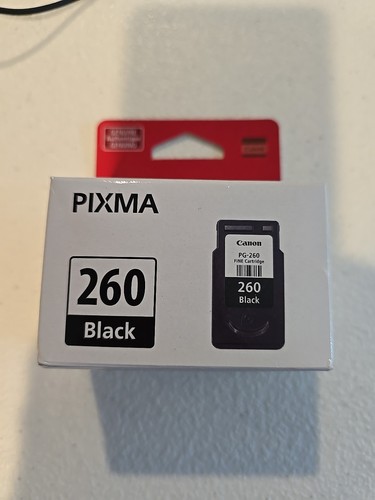 PIXMA
260
Black
Canon
PG-260
FINE Cartridge
260
Black